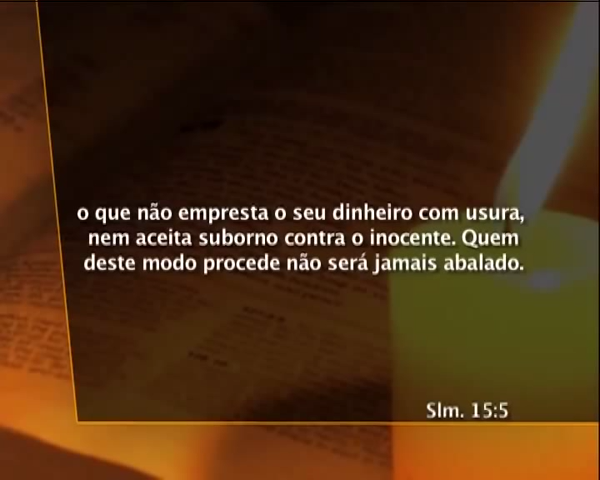 o que não empresta o seu dinheiro com usura,
nem aceita suborno contra o inocente. Quem
deste modo procede não será jamais abalado.
Slm. 15:5